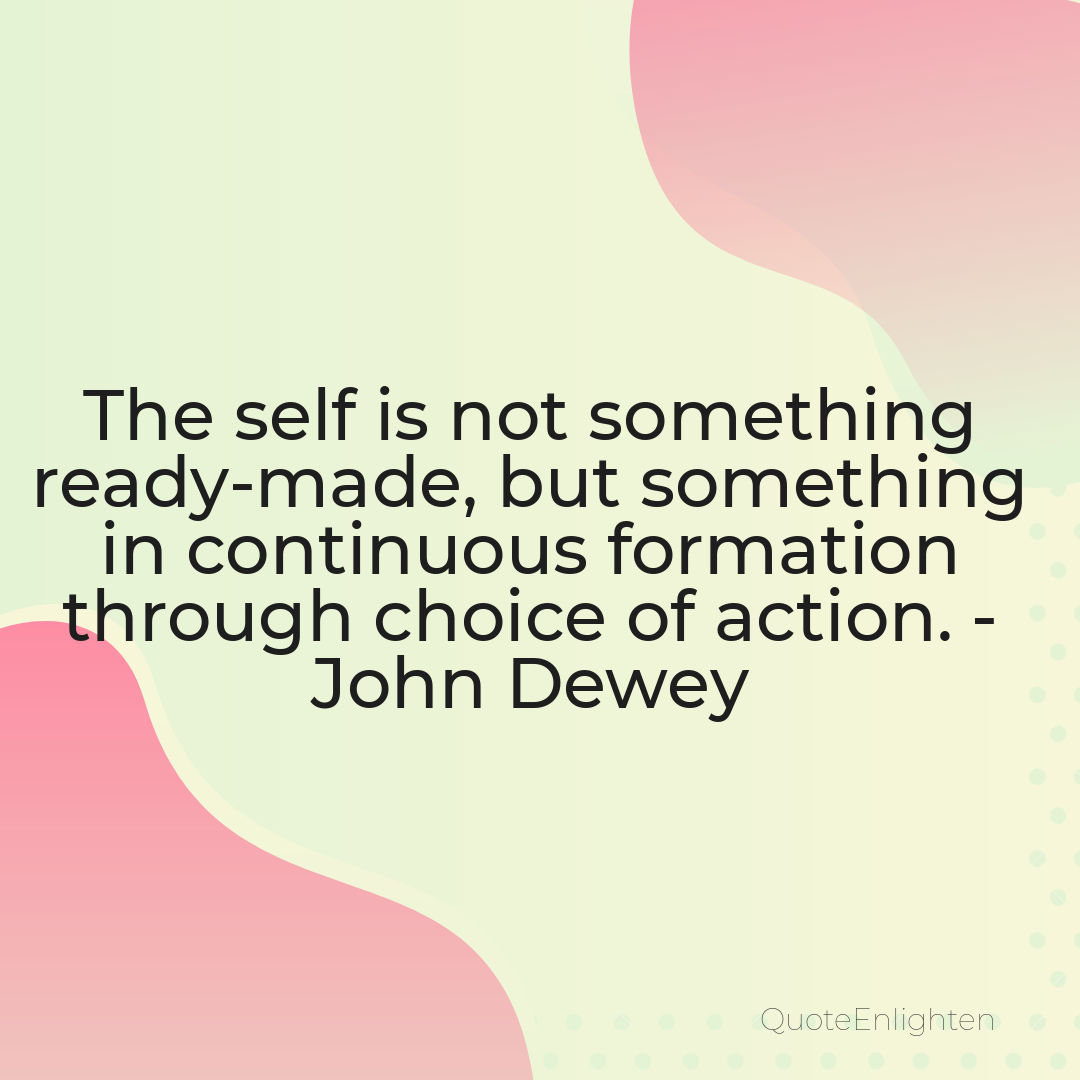 The self is not something
ready-made, but something
in continuous formation
through choice of action. -
John Dewey
QuoteEnlighten